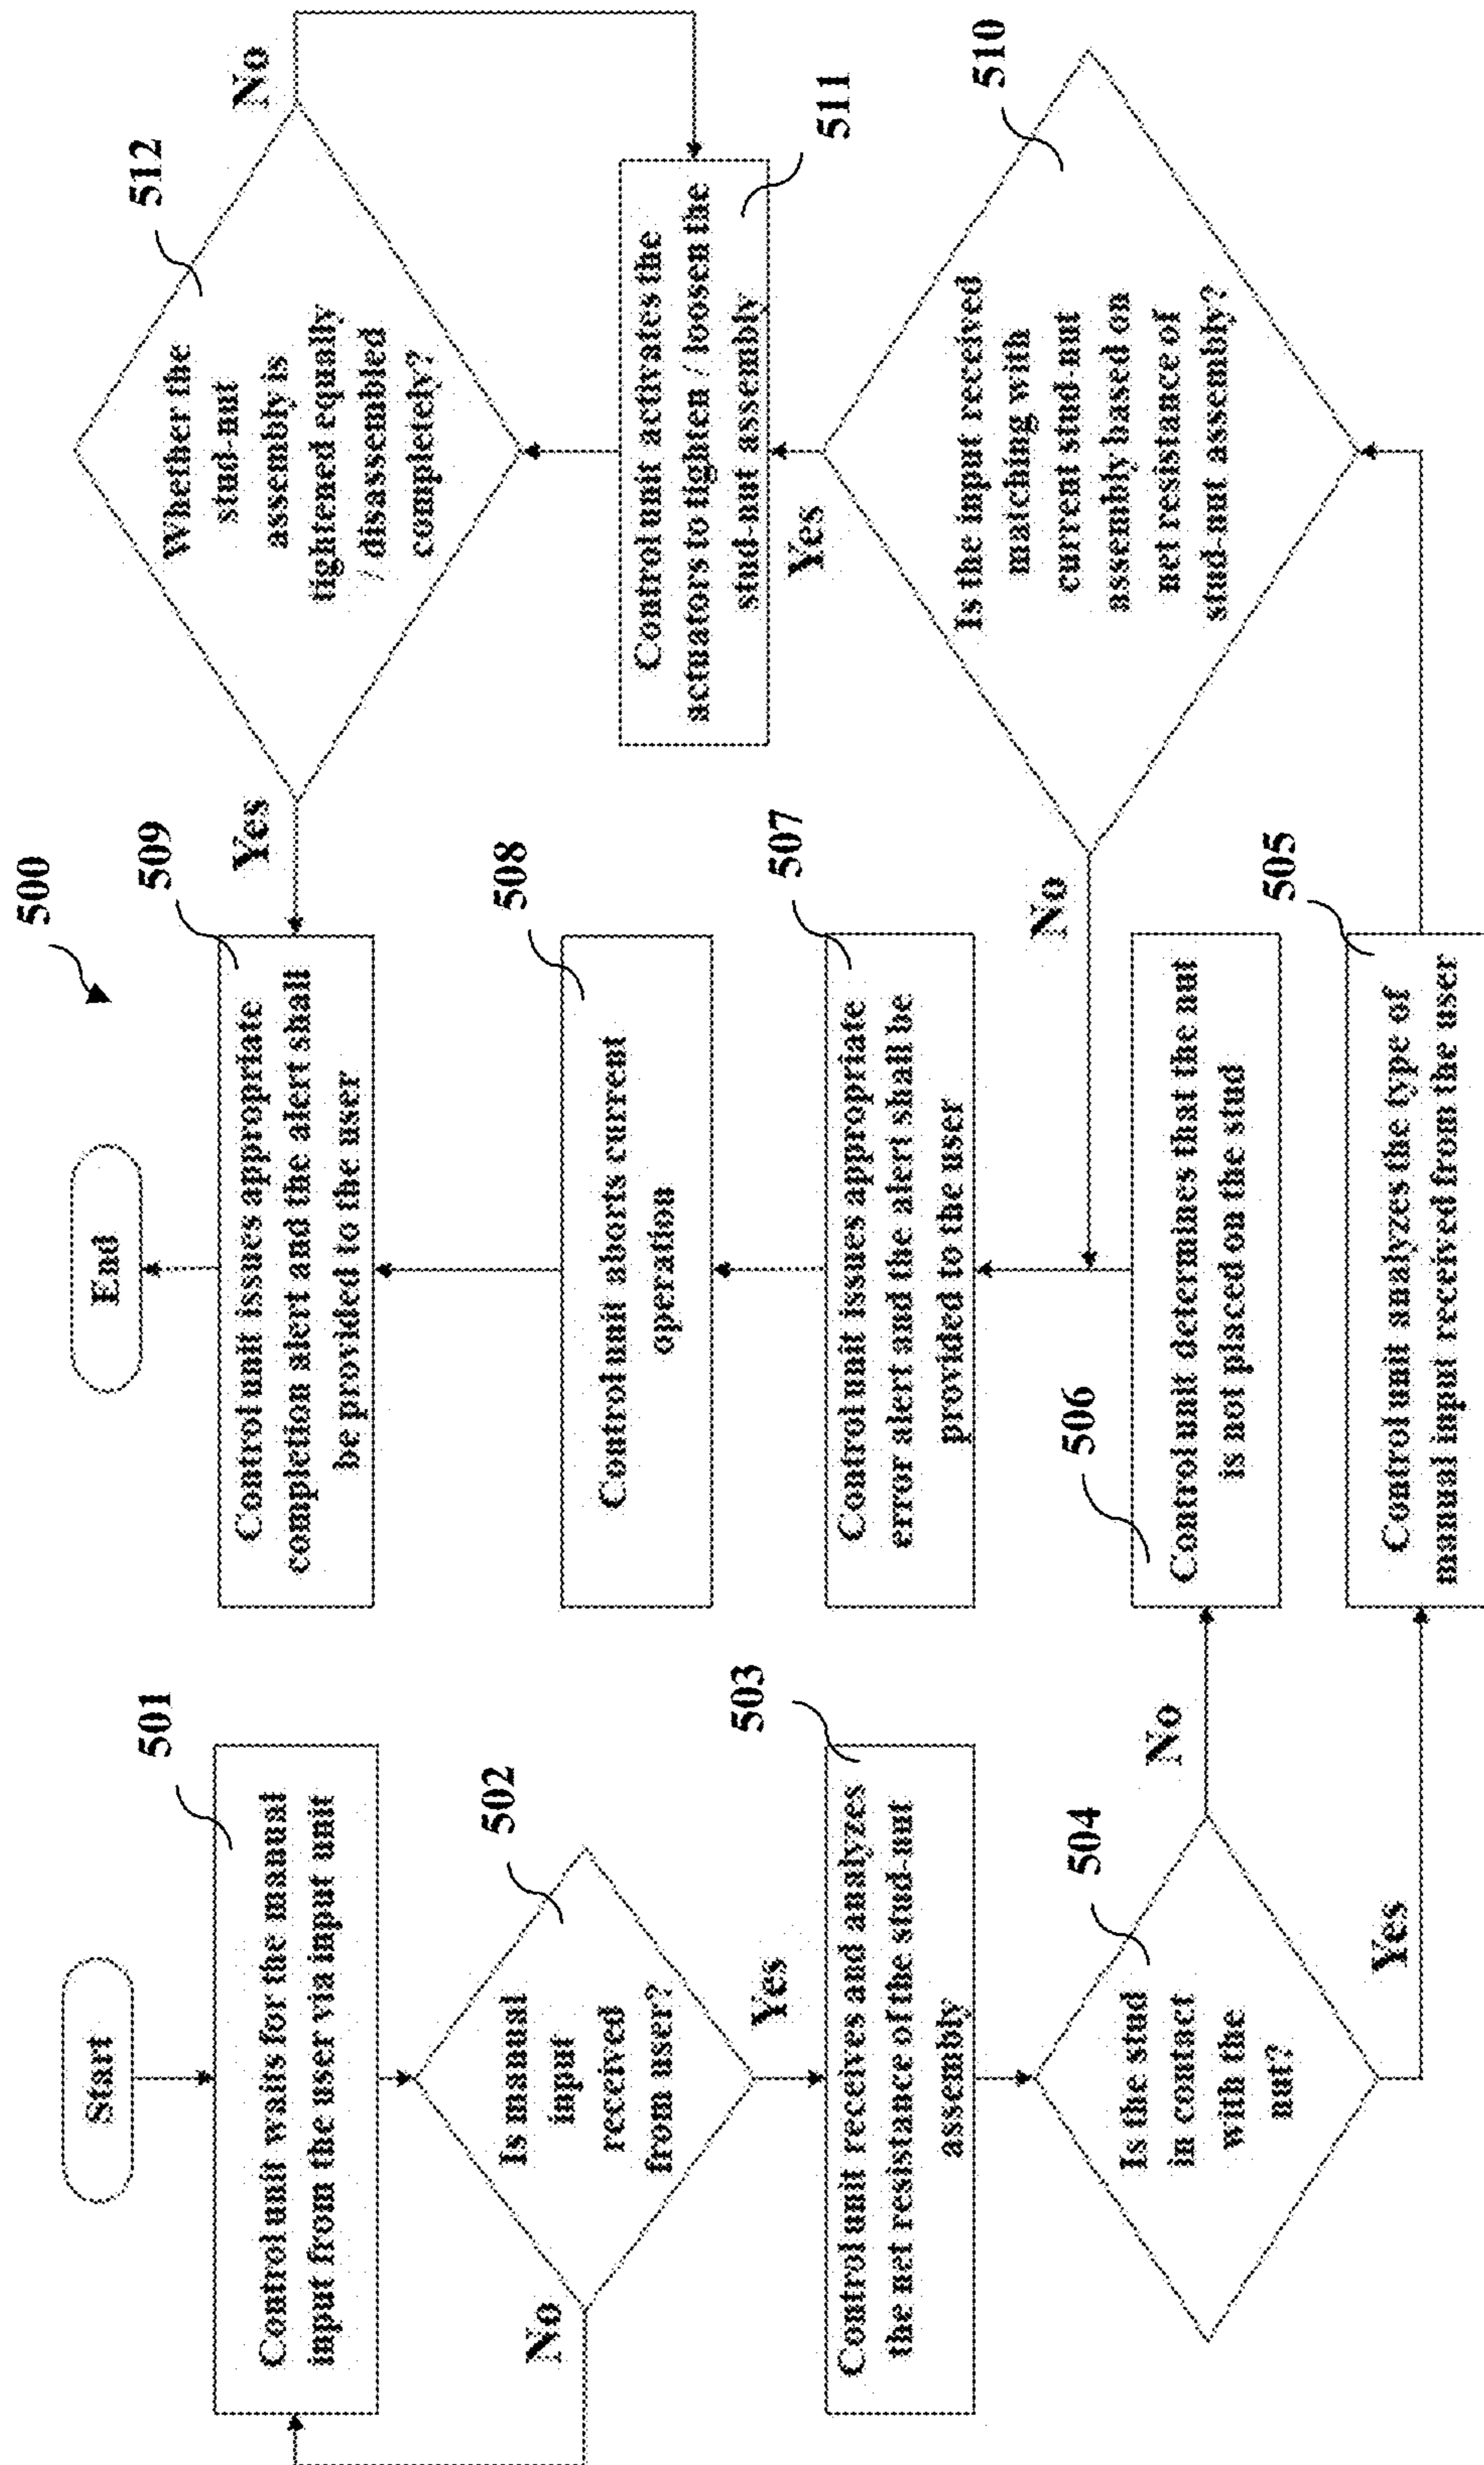 500
Start
501
Control unit waits for the manual
input from the user via input unit
502
Is manual
input
received
from user?
No
Yes
503
Control unit receives and analyzes
the net resistance of the stud-nut
assembly
504
Is the stud
in contact
with the
nut?
No
Yes
End
509
Control unit issues appropriate
completion alert and the alert shall
be provided to the user
508
Control unit aborts current
operation
507
Control unit issues appropriate
error alert and the alert shall be
provided to the user
506
Control unit determines that the nut
is not placed on the stud
505
Control unit analyzes the type of
manual input received from the user
512
Whether the
stud-nut
assembly is
tightened equally
/ disassembled
completely?
Yes
No
511
Control unit activates the
actuators to tighten / loosen the
stud-nut assembly
Yes
510
Is the input received
matching with
current stud-nut
assembly based on
net resistance of
stud-nut assembly?
No